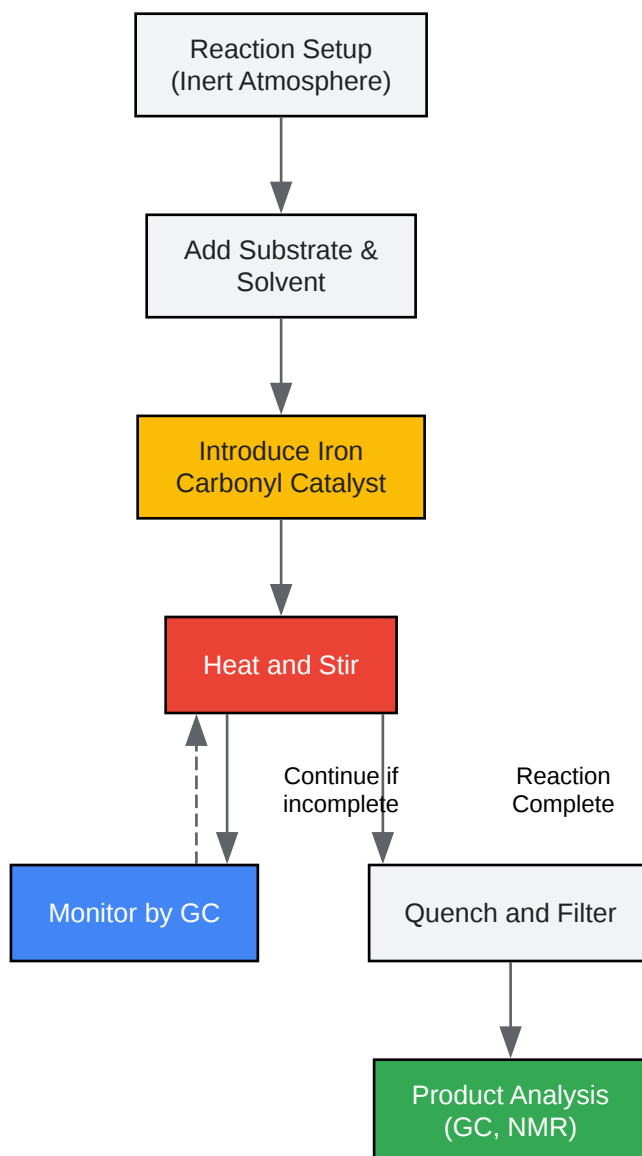 Reaction Setup
(Inert Atmosphere)
Add Substrate &
Solvent
Introduce Iron
Carbonyl Catalyst
Heat and Stir
Continue if
incomplete
Reaction
Complete
Monitor by GC
Quench and Filter
Product Analysis
(GC, NMR)